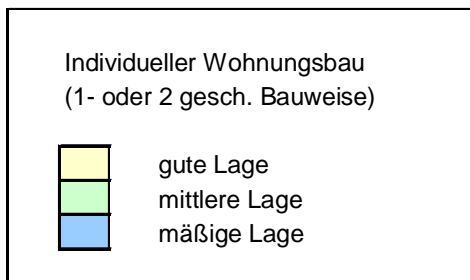 Individueller Wohnungsbau
(1- oder 2 gesch. Bauweise)
gute Lage
mittlere Lage
mäßige Lage